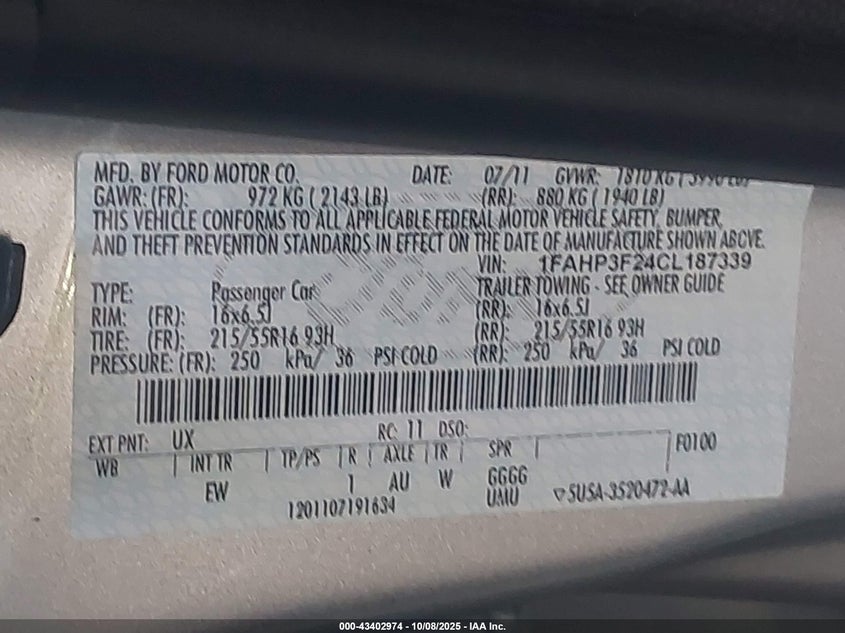 MFD. BY FORD MOTOR CO. DATE: 07/11 GVWR: 1810 KG
GAWR: (FR): 972 KG ( 2143 LB) (RR): 880 KG ( 1940 LB)
THIS VEHICLE CONFORMS TO ALL APPLICABLE FEDERAL MOTOR VEHICLE SAFETY, BUMPER,
AND THEFT PREVENTION STANDARDS IN EFFECT ON THE DATE OF MANUFACTURE SHOWN ABOVE.
VIN: 1FAHP3F24CL187339
TYPE: Passenger Car TRAILER TOWING - SEE OWNER GUIDE
RIM: (FR): 16x6.5J (RR): 16x6.5J
TIRE: (FR): 215/55R16 93H (RR): 215/55R16 93H
PRESSURE: (FR): 250 kPa/ 36 PSI COLD (RR): 250 kPa/ 36 PSI COLD
EXT PNT: UX RC: 11 DSO: F0100
WB INT TR TP/PS R AXLE TR SPR
EW 1 AU W GGGG
1201107191634 UMU ▽5USA-3520472-AA
000-43402974 - 10/08/2025 - IAA Inc.